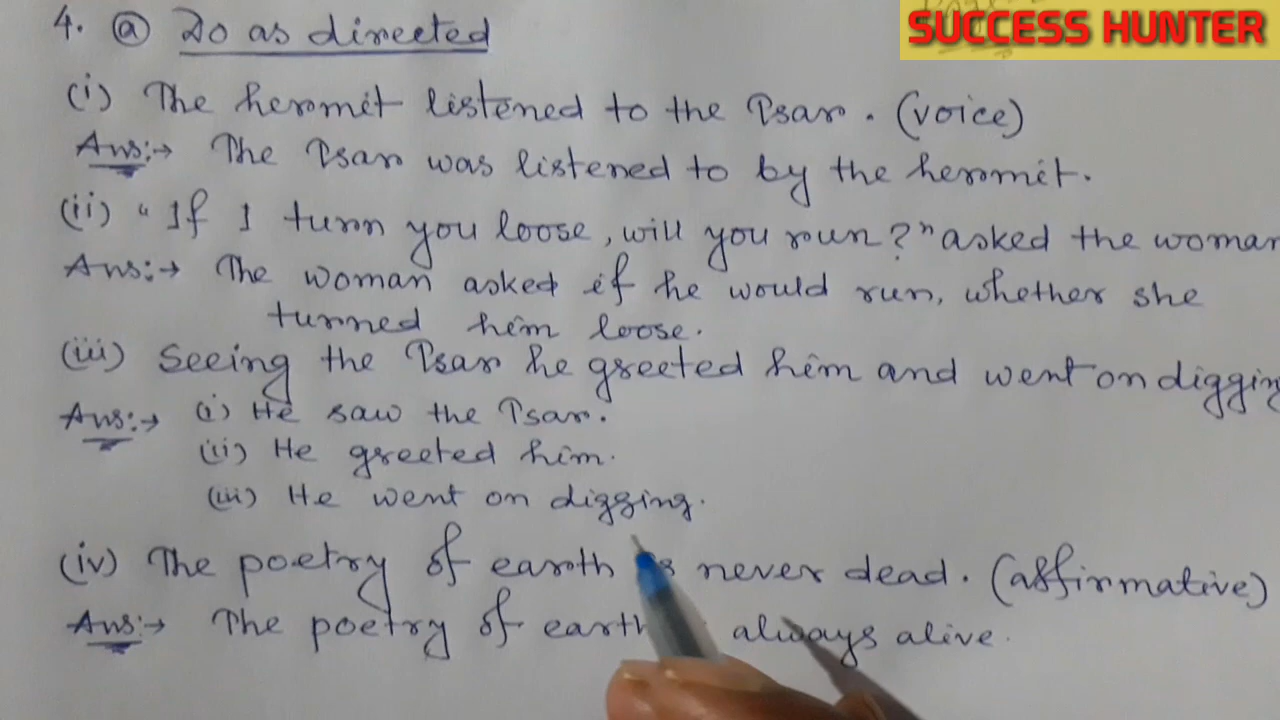 SUCCESS HUNTER
4. (a) Do as directed
(i) The hermit listened to the Tsar. (voice)
Ans:→ The Tsar was listened to by the hermit.
(ii) "If I turn you loose, will you run?" asked the woman
Ans:→ The woman asked if he would run, whether she
turned him loose.
(iii) Seeing the Tsar he greeted him and went on digging
Ans:→ (i) He saw the Tsar.
(ii) He greeted him.
(iii) He went on digging.
(iv) The poetry of earth is never dead. (affirmative)
Ans:→ The poetry of earth always alive.